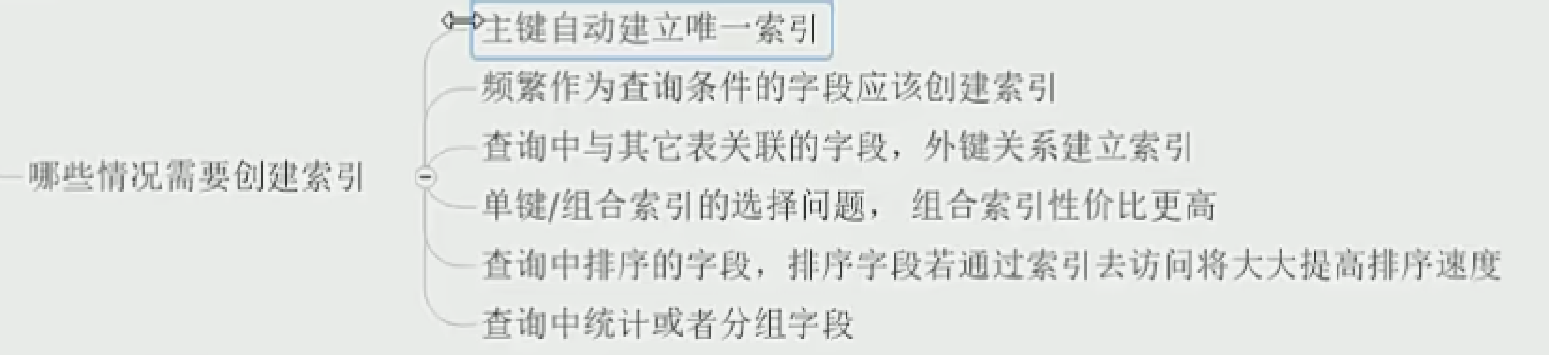 哪些情况需要创建索引
主键自动建立唯一索引
频繁作为查询条件的字段应该创建索引
查询中与其它表关联的字段，外键关系建立索引
单键/组合索引的选择问题， 组合索引性价比更高
查询中排序的字段，排序字段若通过索引去访问将大大提高排序速度
查询中统计或者分组字段